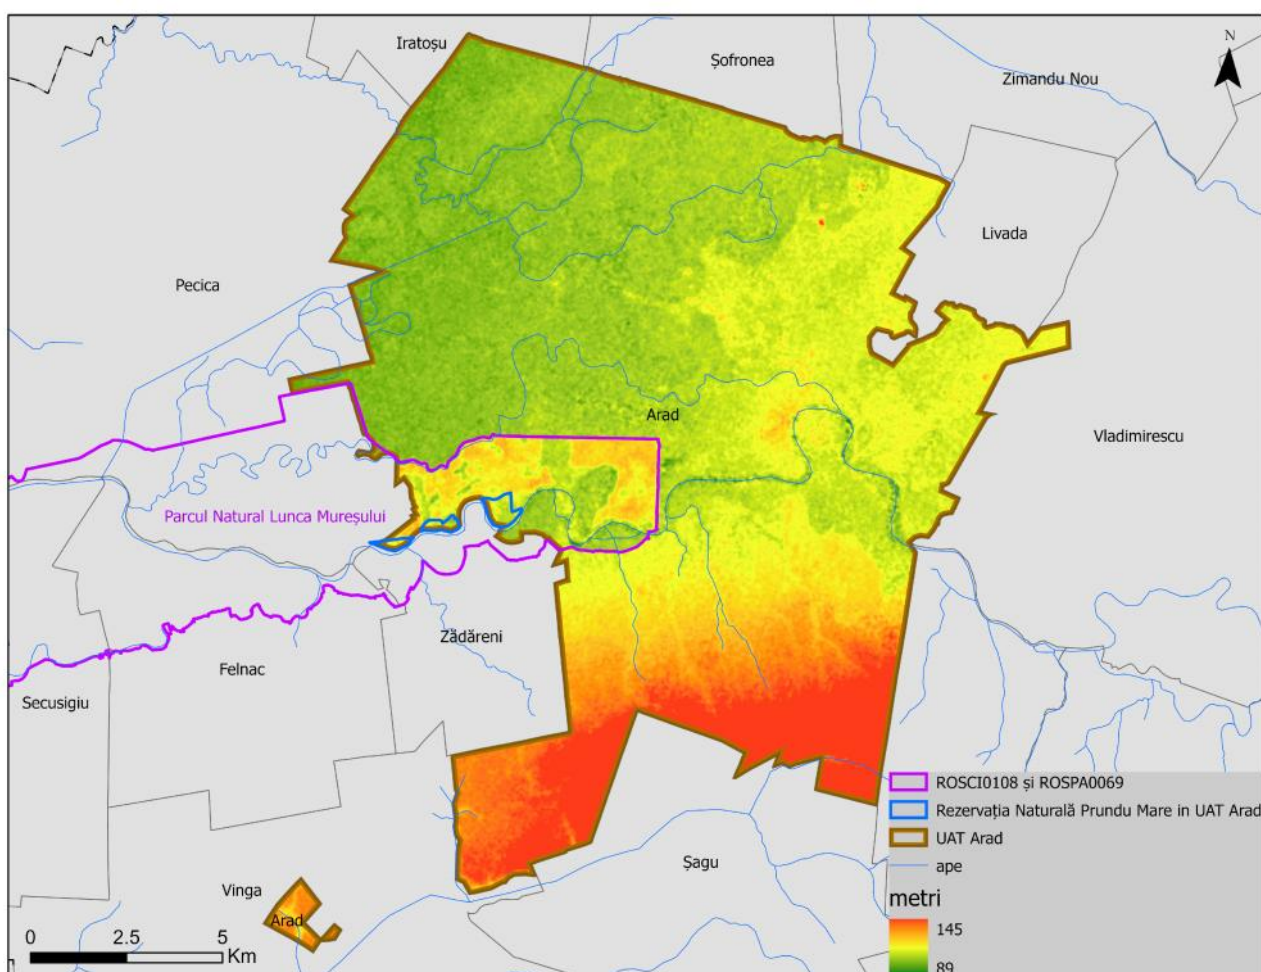 Iratoșu
Șofronea
Zimandu Nou
N
Livada
Pecica
Arad
Vladimirescu
Parcul Natural Lunca Mureșului
Zădăreni
Felnac
Secusigiu
Șagu
Vinga
Arad
0 2.5 5
Km
ROSCI0108 și ROSPA0069
Rezervația Naturală Prundu Mare in UAT Arad
UAT Arad
ape
metri
145
89